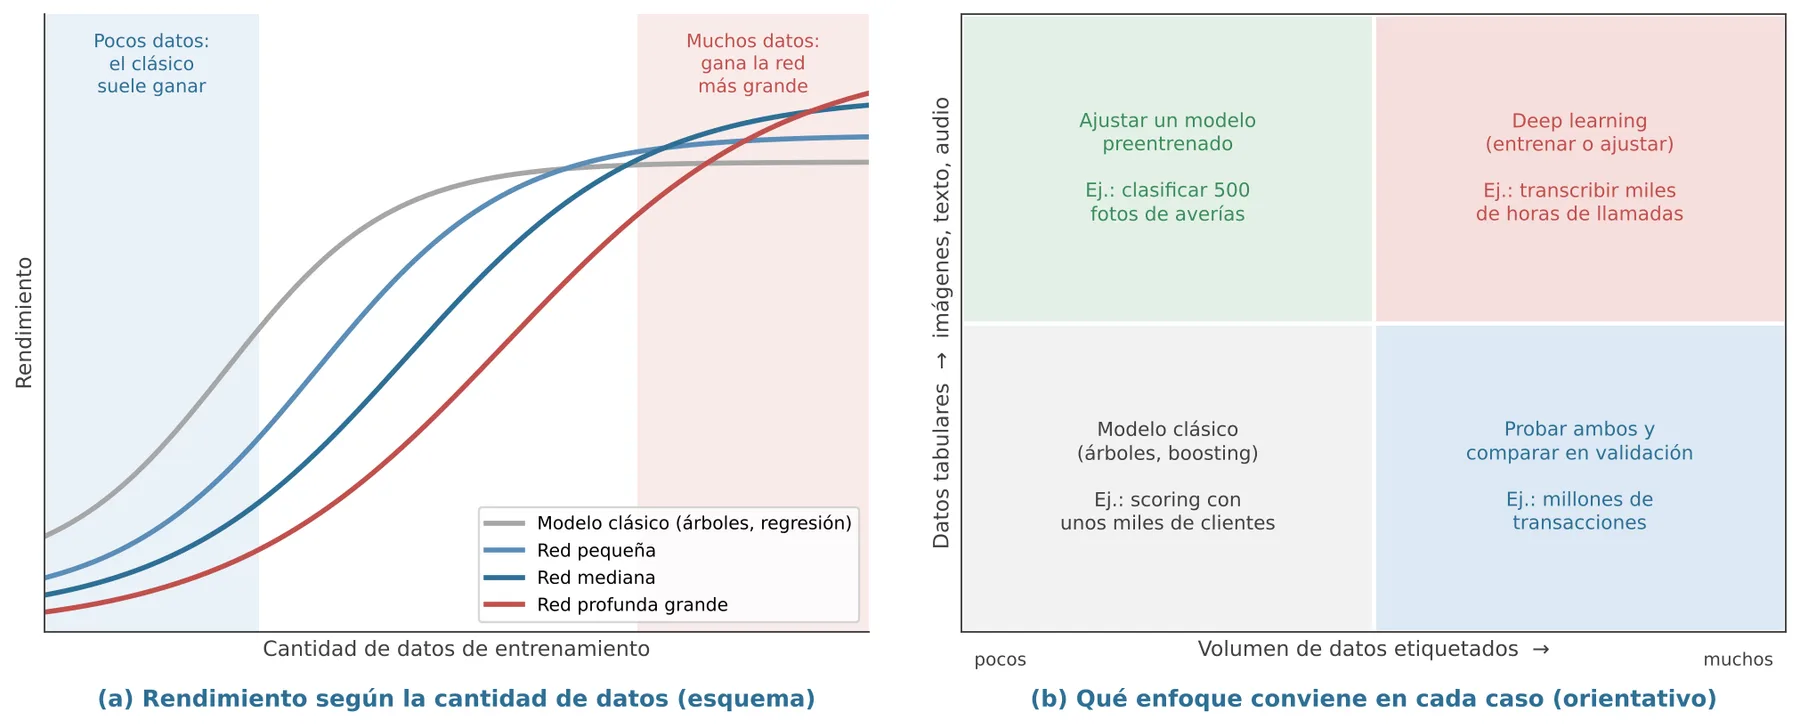 Pocos datos:
el clásico
suele ganar
Muchos datos:
gana la red
más grande
Rendimiento
Modelo clásico (árboles, regresión)
Red pequeña
Red mediana
Red profunda grande
Cantidad de datos de entrenamiento
(a) Rendimiento según la cantidad de datos (esquema)
Datos tabulares → imágenes, texto, audio
Ajustar un modelo
preentrenado
Ej.: clasificar 500
fotos de averías
Deep learning
(entrenar o ajustar)
Ej.: transcribir miles
de horas de llamadas
Modelo clásico
(árboles, boosting)
Ej.: scoring con
unos miles de clientes
Probar ambos y
comparar en validación
Ej.: millones de
transacciones
pocos
Volumen de datos etiquetados →
muchos
(b) Qué enfoque conviene en cada caso (orientativo)